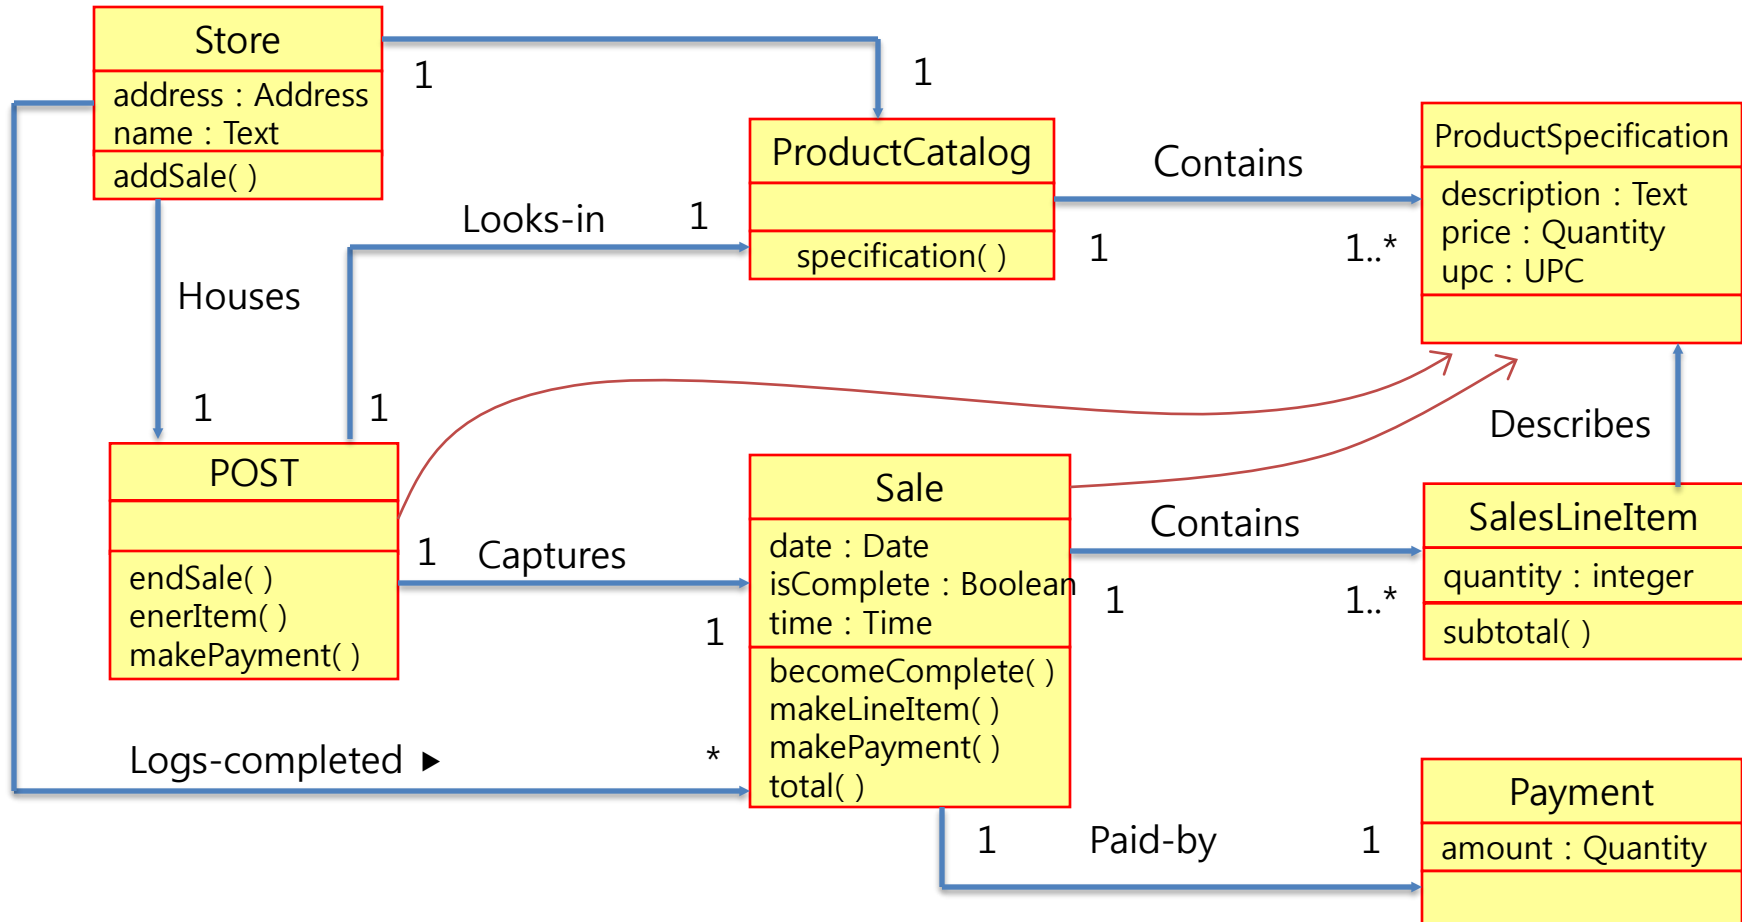 Store
address : Address
name : Text
addSale( )
1
1
ProductCatalog
specification( )
Contains
1
1..*
ProductSpecification
description : Text
price : Quantity
upc : UPC
Looks-in
1
1
Houses
1
Describes
POST
endSale( )
enerItem( )
makePayment( )
1
Captures
1
Sale
date : Date
isComplete : Boolean
time : Time
becomeComplete( )
makeLineItem( )
makePayment( )
total( )
Contains
1
1..*
SalesLineItem
quantity : integer
subtotal( )
Logs-completed ▶
*
1
Paid-by
1
Payment
amount : Quantity